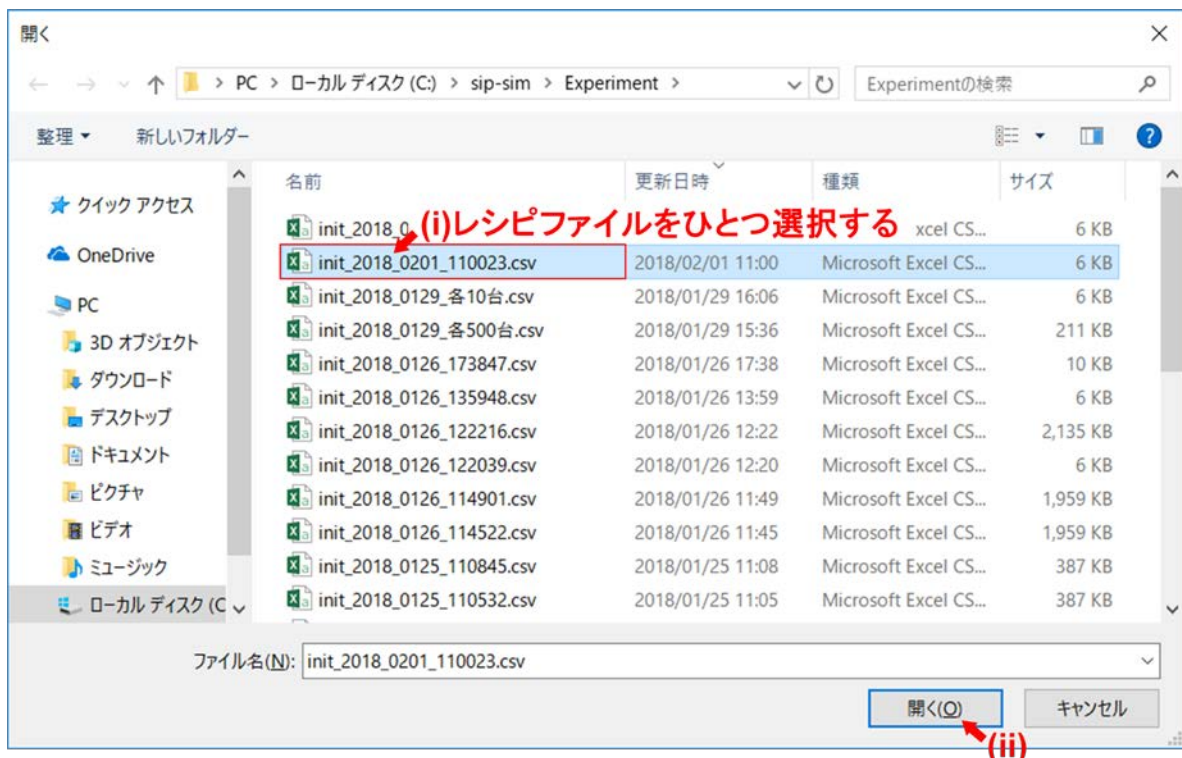 開く
PC > ローカル ディスク (C:) > sip-sim > Experiment >
Experimentの検索
整理
新しいフォルダー
名前 更新日時 種類 サイズ
クイック アクセス
OneDrive
PC
3D オブジェクト
ダウンロード
デスクトップ
ドキュメント
ピクチャ
ビデオ
ミュージック
ローカル ディスク (C
(i)レシピファイルをひとつ選択する
init_2018_0 xcel CS... 6 KB
init_2018_0201_110023.csv 2018/02/01 11:00 Microsoft Excel CS... 6 KB
init_2018_0129_各10台.csv 2018/01/29 16:06 Microsoft Excel CS... 6 KB
init_2018_0129_各500台.csv 2018/01/29 15:36 Microsoft Excel CS... 211 KB
init_2018_0126_173847.csv 2018/01/26 17:38 Microsoft Excel CS... 10 KB
init_2018_0126_135948.csv 2018/01/26 13:59 Microsoft Excel CS... 6 KB
init_2018_0126_122216.csv 2018/01/26 12:22 Microsoft Excel CS... 2,135 KB
init_2018_0126_122039.csv 2018/01/26 12:20 Microsoft Excel CS... 6 KB
init_2018_0126_114901.csv 2018/01/26 11:49 Microsoft Excel CS... 1,959 KB
init_2018_0126_114522.csv 2018/01/26 11:45 Microsoft Excel CS... 1,959 KB
init_2018_0125_110845.csv 2018/01/25 11:08 Microsoft Excel CS... 387 KB
init_2018_0125_110532.csv 2018/01/25 11:05 Microsoft Excel CS... 387 KB
ファイル名(N): init_2018_0201_110023.csv
開く(O) キャンセル
(ii)